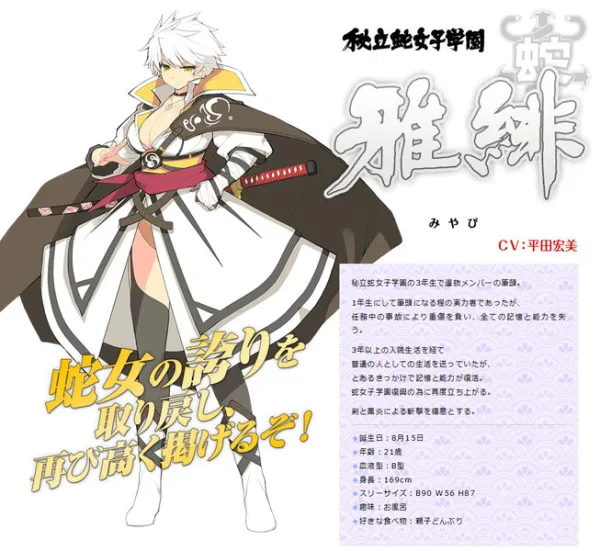 秘立蛇女子学園
蛇
雅緋
みやび
CV:平田宏美
秘立蛇女子学園の3年生で選抜メンバーの筆頭。
1年生にして筆頭になる程の実力者であったが、
任務中の事故により重傷を負い、全ての記憶と能力を失
う。
3年以上の入院生活を経て
普通の人としての生活を送っていたが、
とあるきっかけで記憶と能力が復活。
蛇女子学園復興の為に再度立ち上がる。
剣と黒炎による斬撃を得意とする。
蛇女の誇りを
取り戻し、
再び高く掲げるぞ!
誕生日:8月15日
年齢:21歳
血液型:B型
身長:169cm
スリーサイズ:B90 W56 H87
趣味:お風呂
好きな食べ物:親子どんぶり